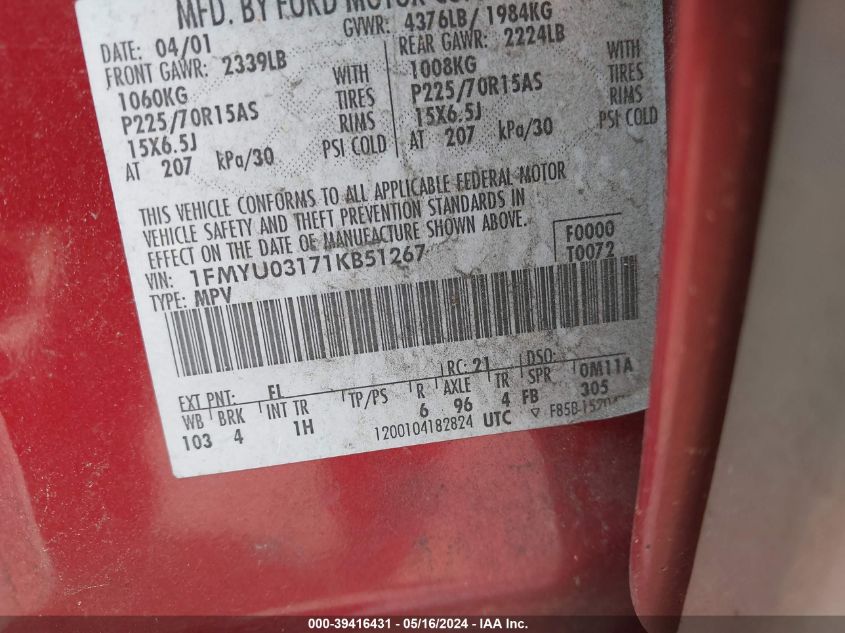 MFD. BY FORD MOTOR
GVWR: 4376LB/ 1984KG
DATE: 04/01
FRONT GAWR: 2339LB REAR GAWR: 2224LB
1060KG WITH 1008KG WITH
P225/70R15AS TIRES P225/70R15AS TIRES
15X6.5J RIMS 15X6.5J RIMS
AT 207 kPa/30 PSI COLD AT 207 kPa/30 PSI COLD
THIS VEHICLE CONFORMS TO ALL APPLICABLE FEDERAL MOTOR
VEHICLE SAFETY AND THEFT PREVENTION STANDARDS IN
EFFECT ON THE DATE OF MANUFACTURE SHOWN ABOVE.
VIN: 1FMYU03171KB51267 F0000
TYPE: MPV T0072
EXT PNT: FL RC: 21 DSO:
WB BRK INT TR TP/PS R AXLE TR SPR 0M11A
103 4 1H 6 96 4 FB 305
1200104182824 UTC ▽ F85B-1520
000-39416431 - 05/16/2024 - IAA Inc.